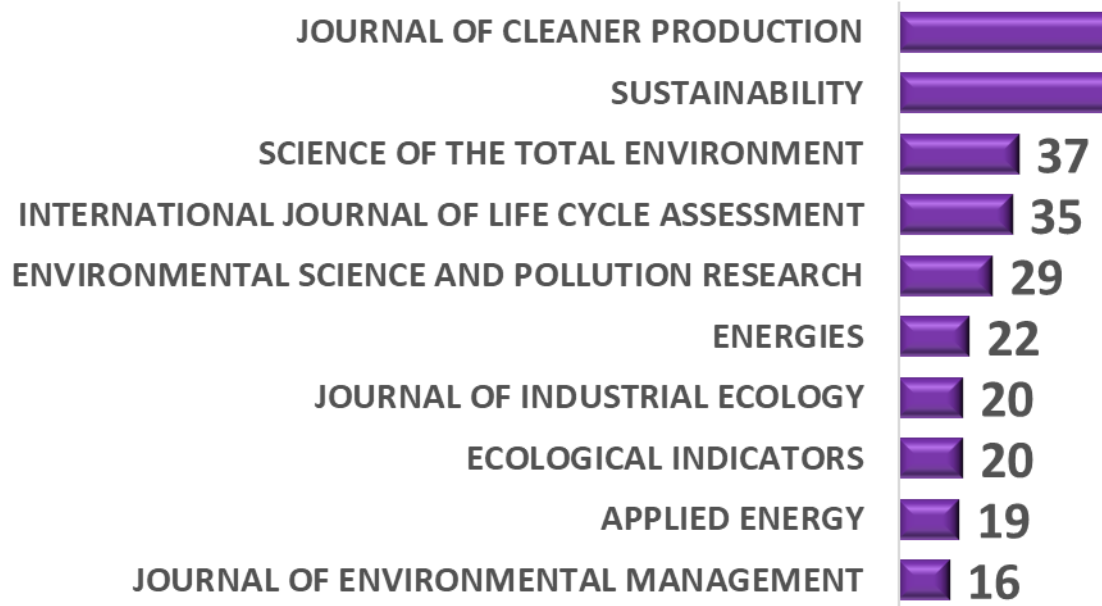 JOURNAL OF CLEANER PRODUCTION
SUSTAINABILITY
SCIENCE OF THE TOTAL ENVIRONMENT 37
INTERNATIONAL JOURNAL OF LIFE CYCLE ASSESSMENT 35
ENVIRONMENTAL SCIENCE AND POLLUTION RESEARCH 29
ENERGIES 22
JOURNAL OF INDUSTRIAL ECOLOGY 20
ECOLOGICAL INDICATORS 20
APPLIED ENERGY 19
JOURNAL OF ENVIRONMENTAL MANAGEMENT 16